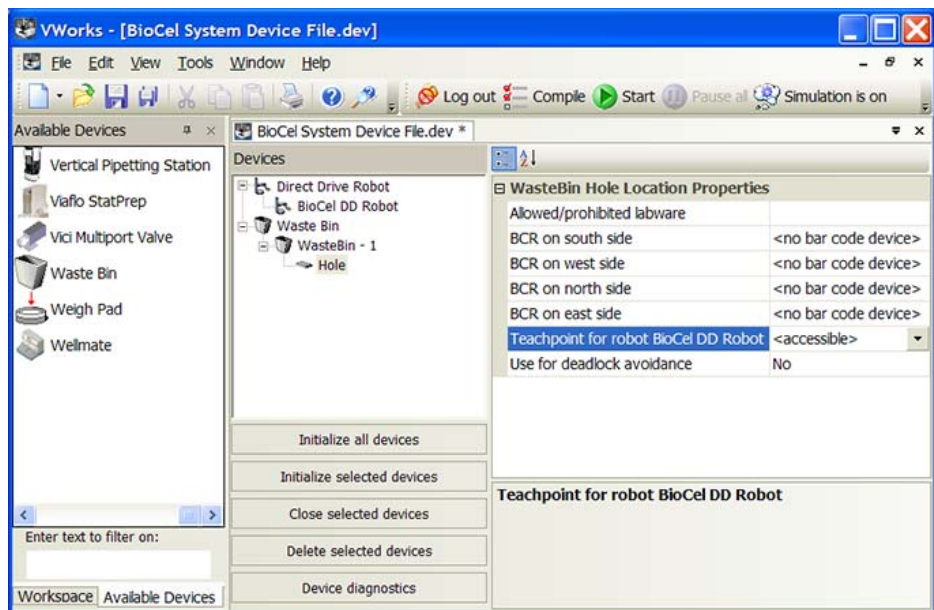 VWorks - [BioCel System Device File.dev]
File Edit View Tools Window Help
Log out Compile Start Pause all Simulation is on
Available Devices
Vertical Pipetting Station
Viaflo StatPrep
Vici Multiport Valve
Waste Bin
Weigh Pad
Wellmate
Enter text to filter on:
Workspace Available Devices
BioCel System Device File.dev *
Devices
Direct Drive Robot
BioCel DD Robot
Waste Bin
WasteBin - 1
Hole
Initialize all devices
Initialize selected devices
Close selected devices
Delete selected devices
Device diagnostics
WasteBin Hole Location Properties
Allowed/prohibited labware
BCR on south side <no bar code device>
BCR on west side <no bar code device>
BCR on north side <no bar code device>
BCR on east side <no bar code device>
Teachpoint for robot BioCel DD Robot <accessible>
Use for deadlock avoidance No
Teachpoint for robot BioCel DD Robot